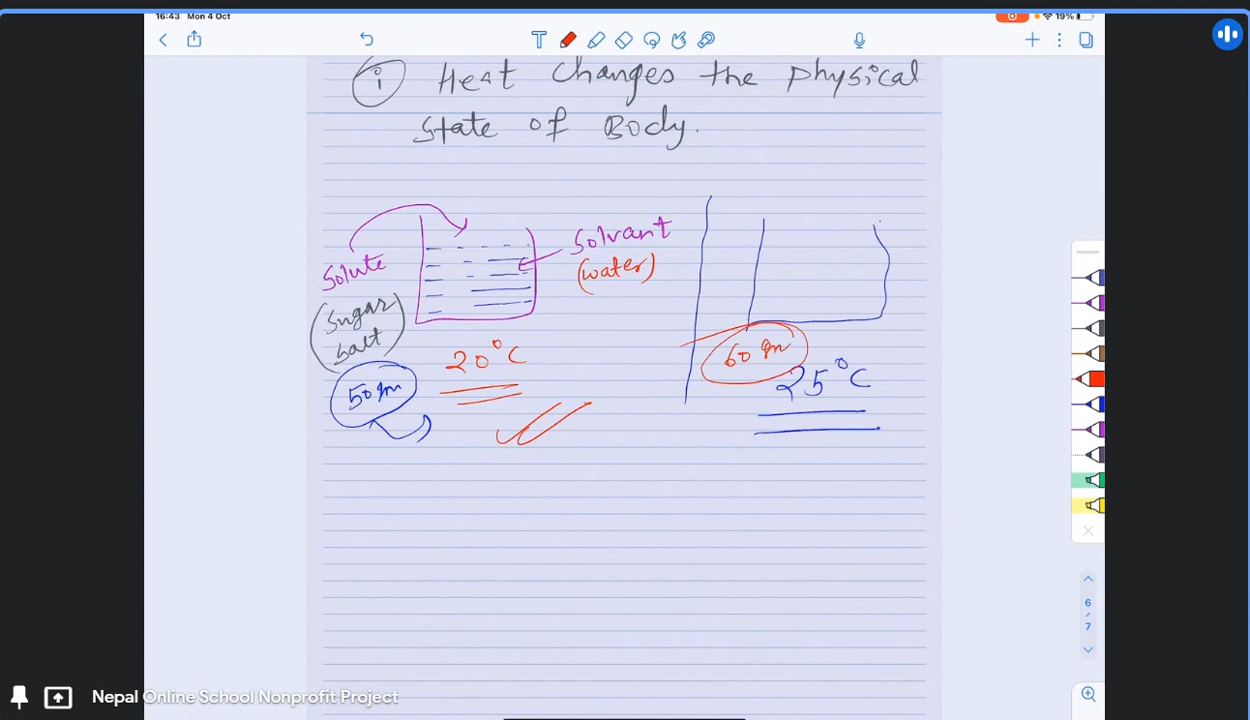 16:43 Mon 4 Oct
19%
(i) Heat Changes the physical
State of Body.
Solute
(Sugar
Salt)
50 gm
Solvant
(water)
20°C
60 gm
25°C
6
/
7
Nepal Online School Nonprofit Project